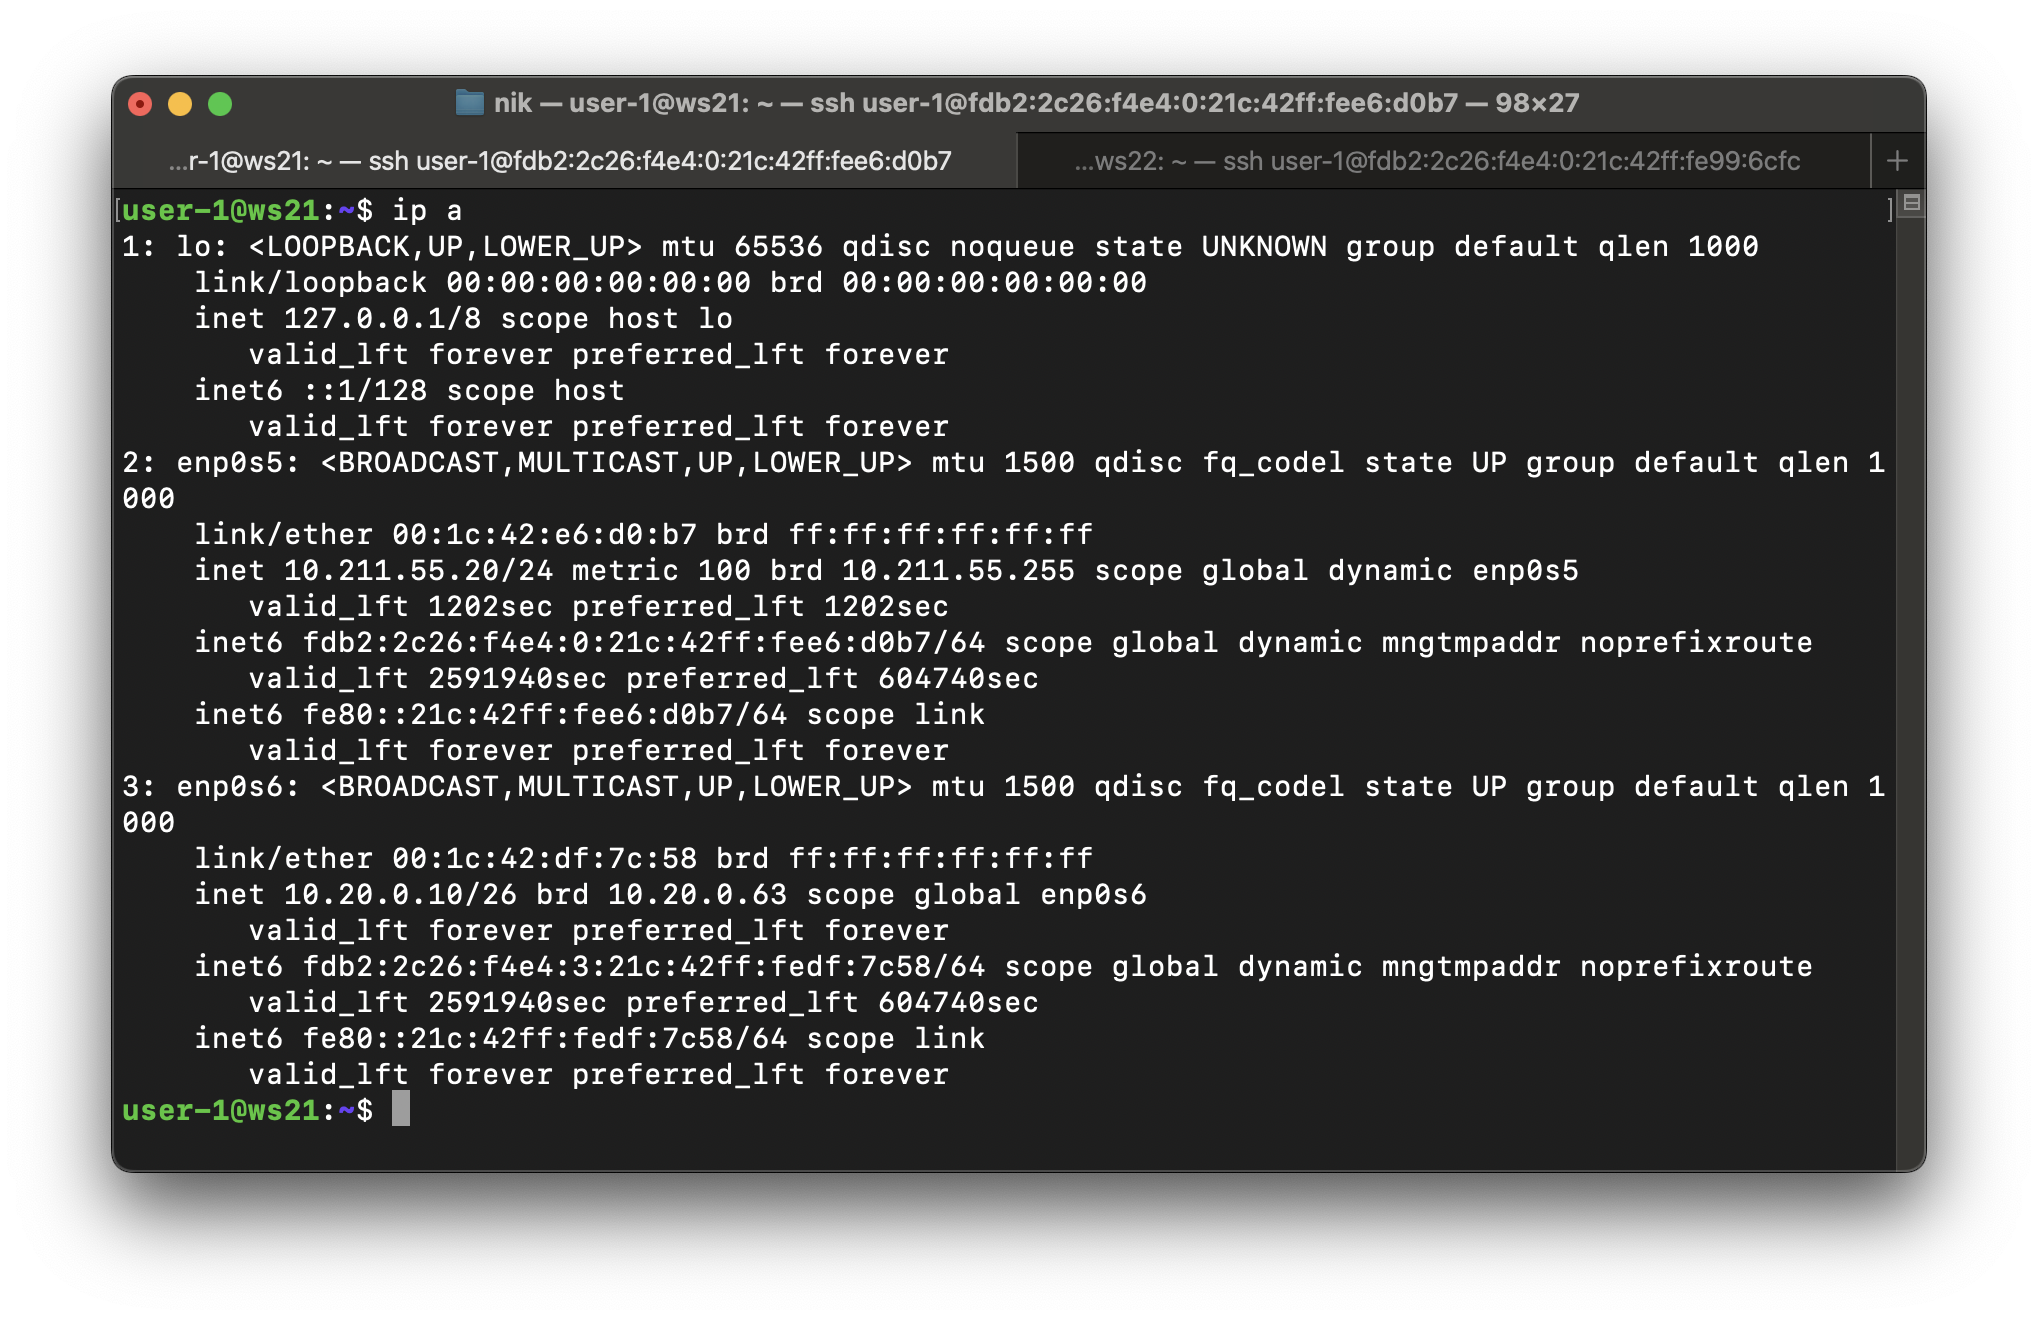 nik — user-1@ws21: ~ — ssh user-1@fdb2:2c26:f4e4:0:21c:42ff:fee6:d0b7 — 98×27
...r-1@ws21: ~ — ssh user-1@fdb2:2c26:f4e4:0:21c:42ff:fee6:d0b7
...ws22: ~ — ssh user-1@fdb2:2c26:f4e4:0:21c:42ff:fe99:6cfc
[user-1@ws21:~$ ip a ]
1: lo: <LOOPBACK,UP,LOWER_UP> mtu 65536 qdisc noqueue state UNKNOWN group default qlen 1000
    link/loopback 00:00:00:00:00:00 brd 00:00:00:00:00:00
    inet 127.0.0.1/8 scope host lo
       valid_lft forever preferred_lft forever
    inet6 ::1/128 scope host
       valid_lft forever preferred_lft forever
2: enp0s5: <BROADCAST,MULTICAST,UP,LOWER_UP> mtu 1500 qdisc fq_codel state UP group default qlen 1
000
    link/ether 00:1c:42:e6:d0:b7 brd ff:ff:ff:ff:ff:ff
    inet 10.211.55.20/24 metric 100 brd 10.211.55.255 scope global dynamic enp0s5
       valid_lft 1202sec preferred_lft 1202sec
    inet6 fdb2:2c26:f4e4:0:21c:42ff:fee6:d0b7/64 scope global dynamic mngtmpaddr noprefixroute
       valid_lft 2591940sec preferred_lft 604740sec
    inet6 fe80::21c:42ff:fee6:d0b7/64 scope link
       valid_lft forever preferred_lft forever
3: enp0s6: <BROADCAST,MULTICAST,UP,LOWER_UP> mtu 1500 qdisc fq_codel state UP group default qlen 1
000
    link/ether 00:1c:42:df:7c:58 brd ff:ff:ff:ff:ff:ff
    inet 10.20.0.10/26 brd 10.20.0.63 scope global enp0s6
       valid_lft forever preferred_lft forever
    inet6 fdb2:2c26:f4e4:3:21c:42ff:fedf:7c58/64 scope global dynamic mngtmpaddr noprefixroute
       valid_lft 2591940sec preferred_lft 604740sec
    inet6 fe80::21c:42ff:fedf:7c58/64 scope link
       valid_lft forever preferred_lft forever
user-1@ws21:~$